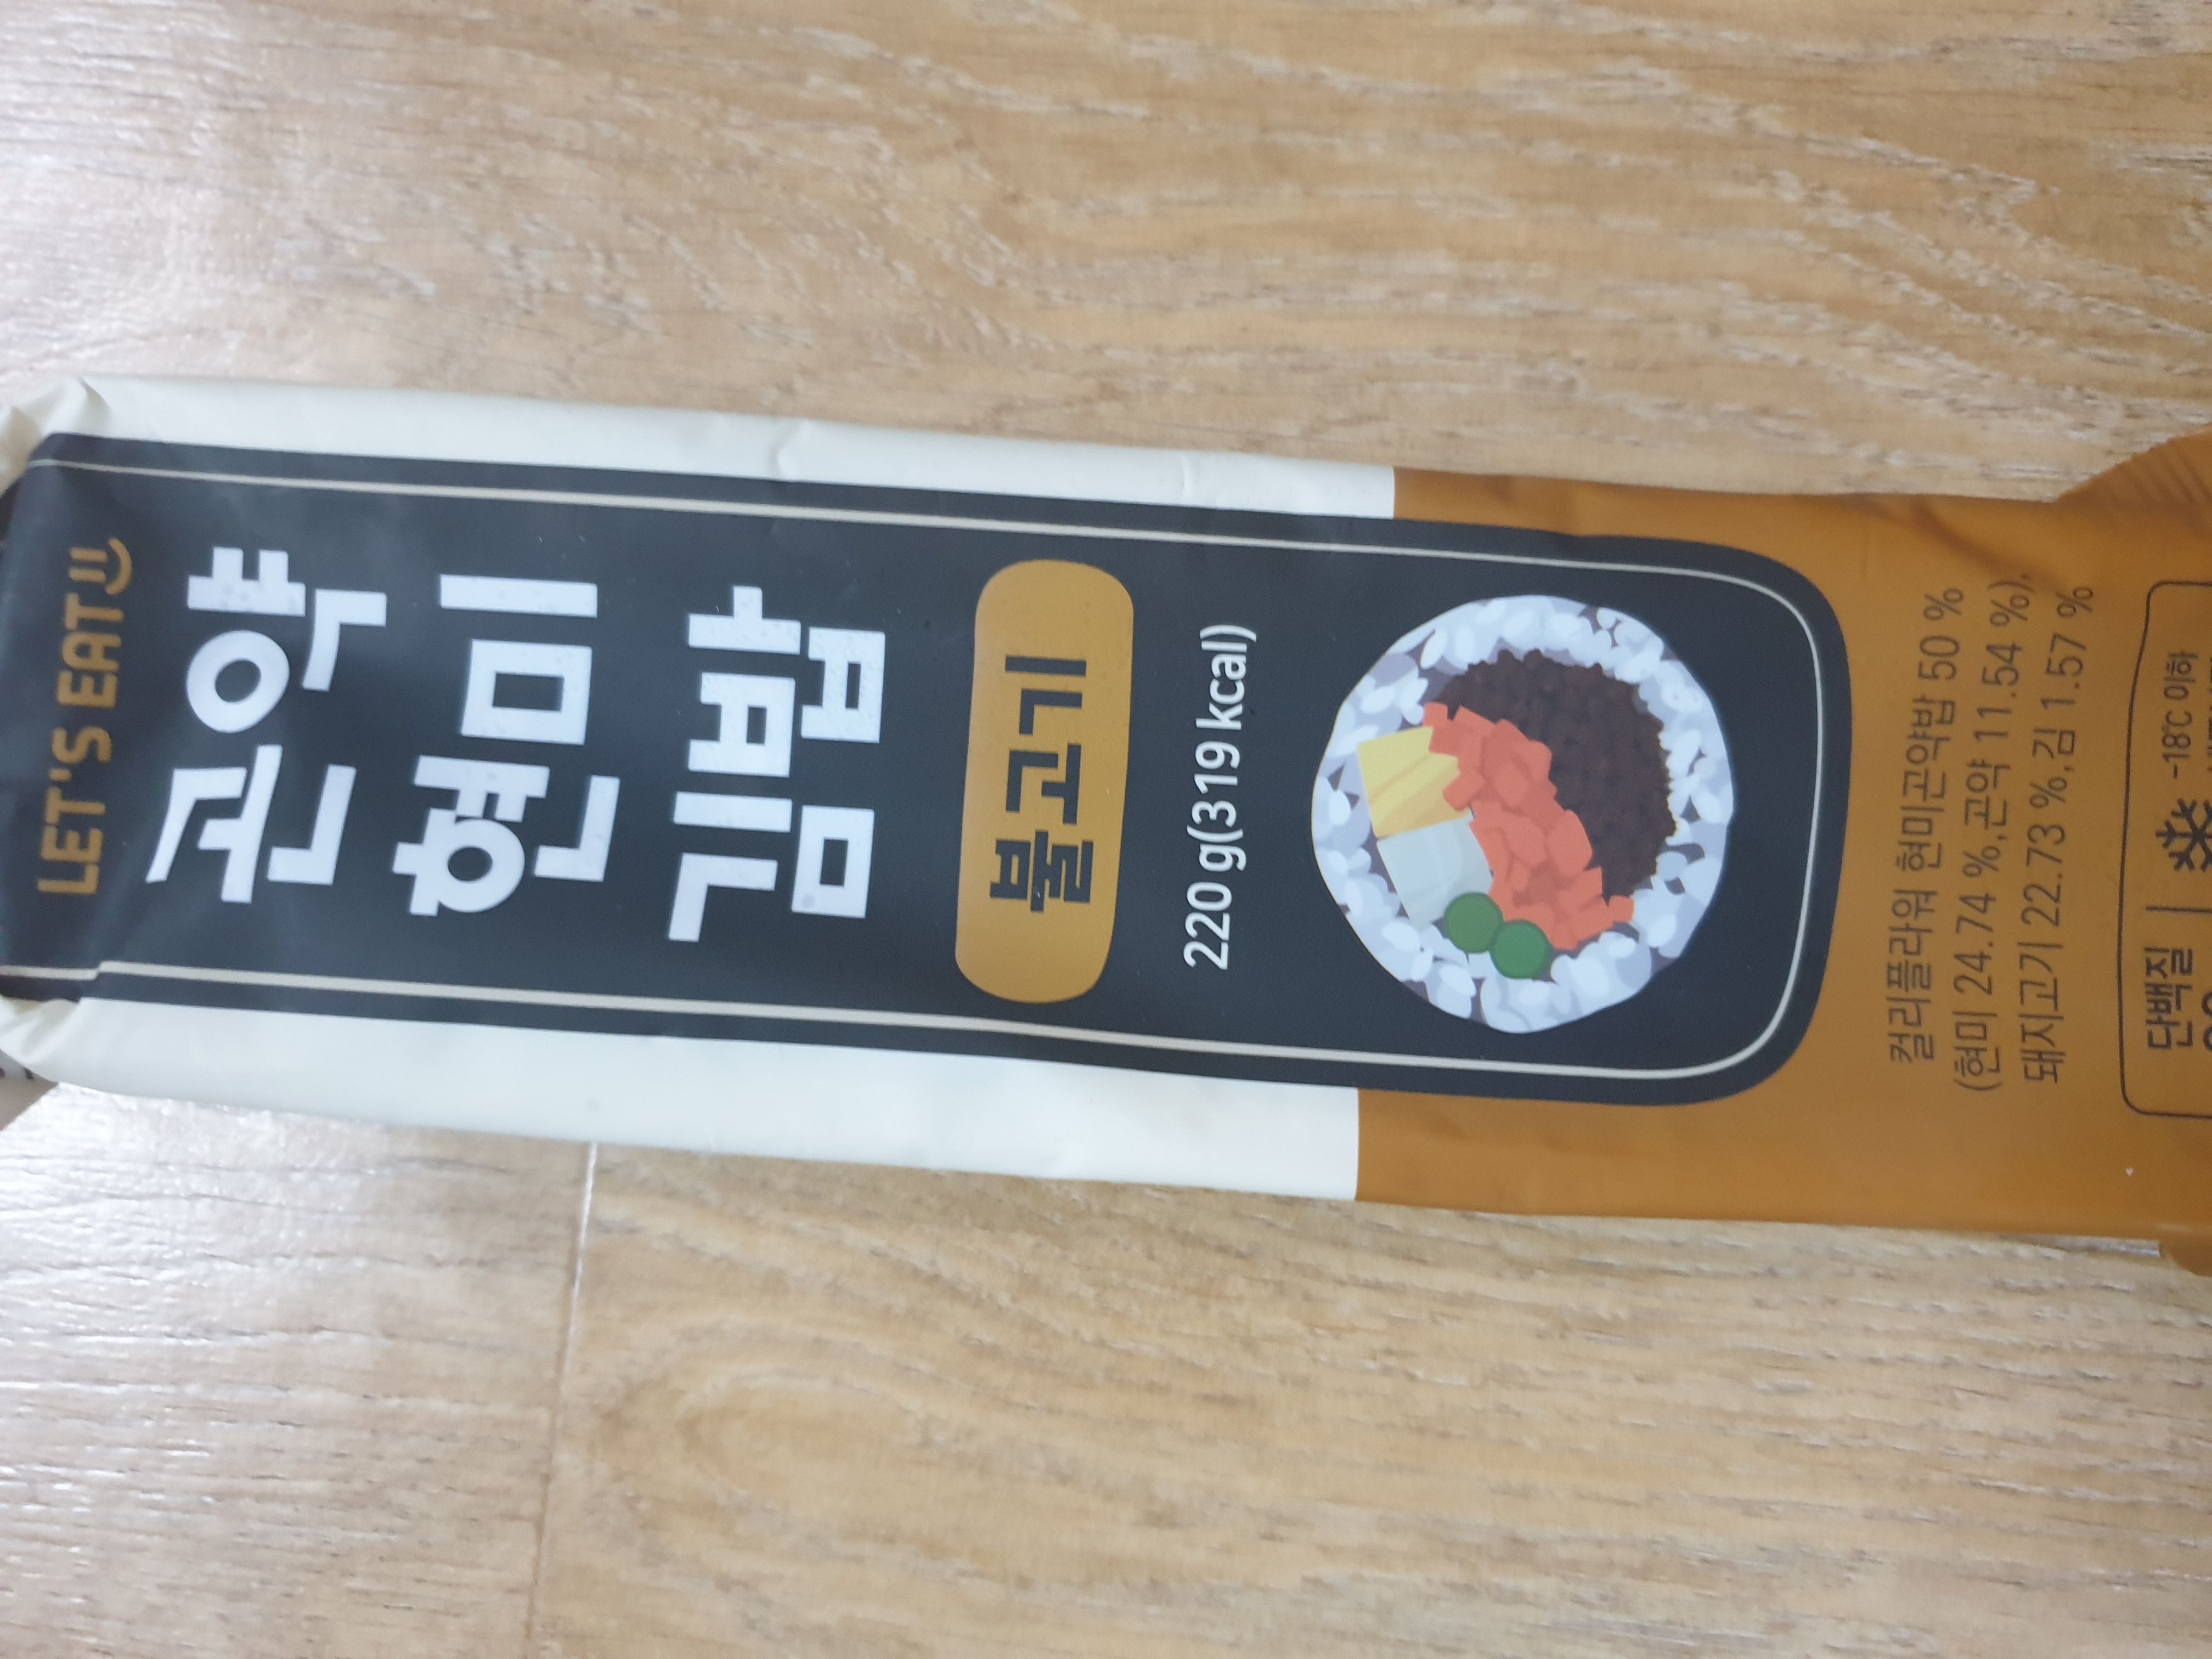 LET'S EAT
곤약
현미
김밥
불고기
220 g(319 kcal)
컬리플라워 현미곤약밥 50 %
(현미 24.74 %,곤약 11.54 %),
돼지고기 22.73 %,김 1.57 %
단백질
-18℃ 이하